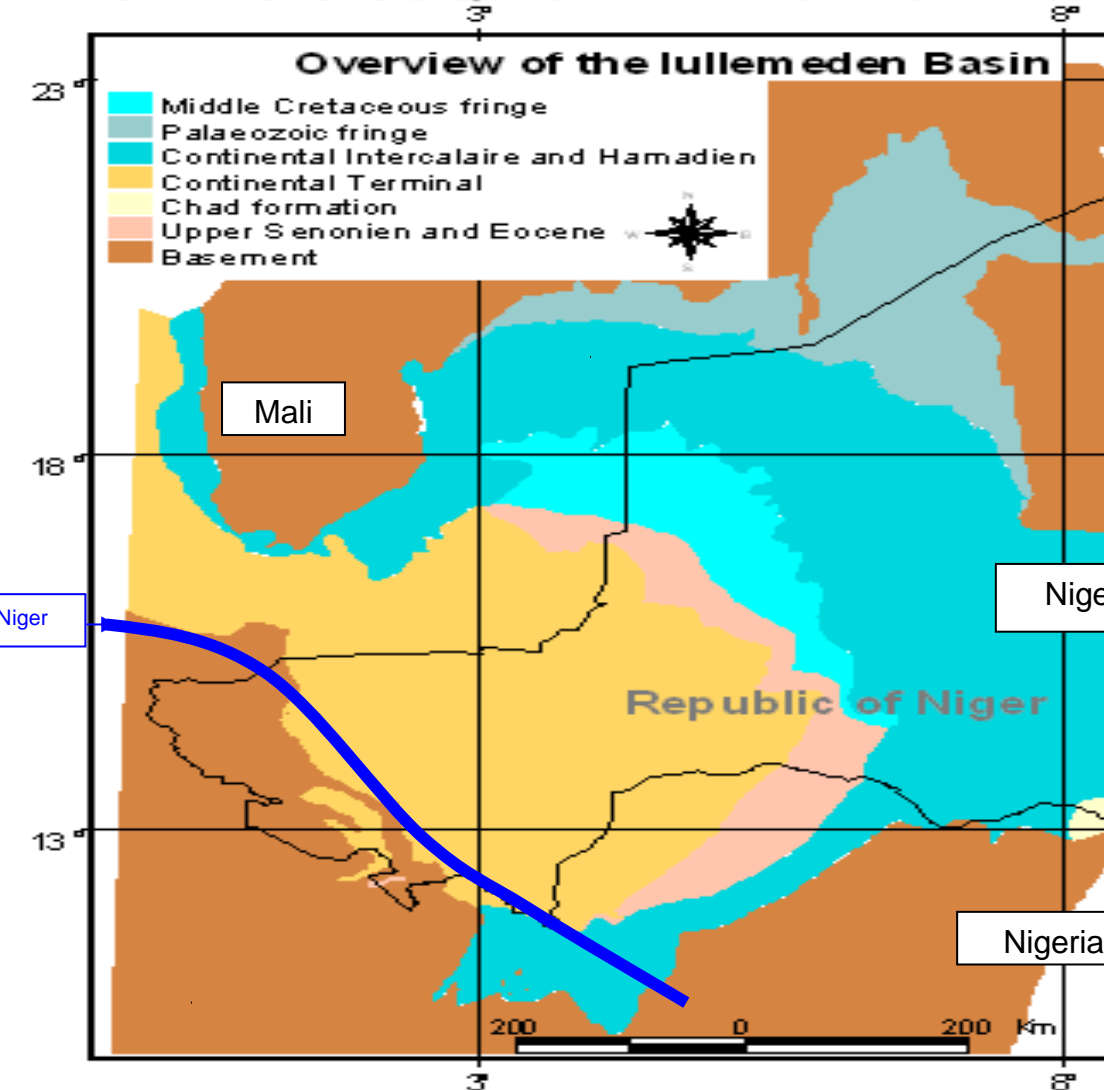 3°
8°
Overview of the Iullemeden Basin
23°
Middle Cretaceous fringe
Palaeozoic fringe
Continental Intercalaire and Hamadien
Continental Terminal
Chad formation
Upper Senonien and Eocene
Basement
N
W
E
S
Mali
18°
Nige
Niger
Republic of Niger
13°
Nigeria
200 0 200 Km
3°
8°